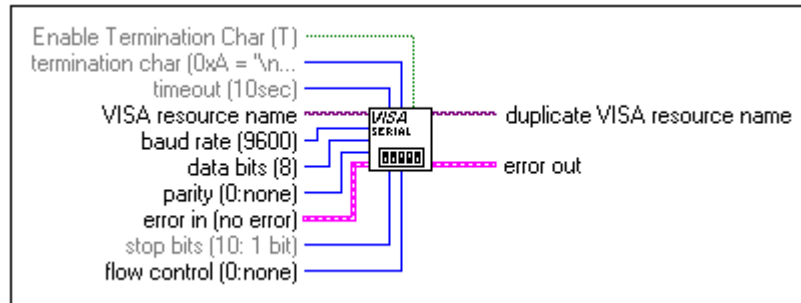 Enable Termination Char (T)
termination char (0xA = "\n...
timeout (10sec)
VISA resource name
baud rate (9600)
data bits (8)
parity (0:none)
error in (no error)
stop bits (10: 1 bit)
flow control (0:none)
VISA
SERIAL
duplicate VISA resource name
error out